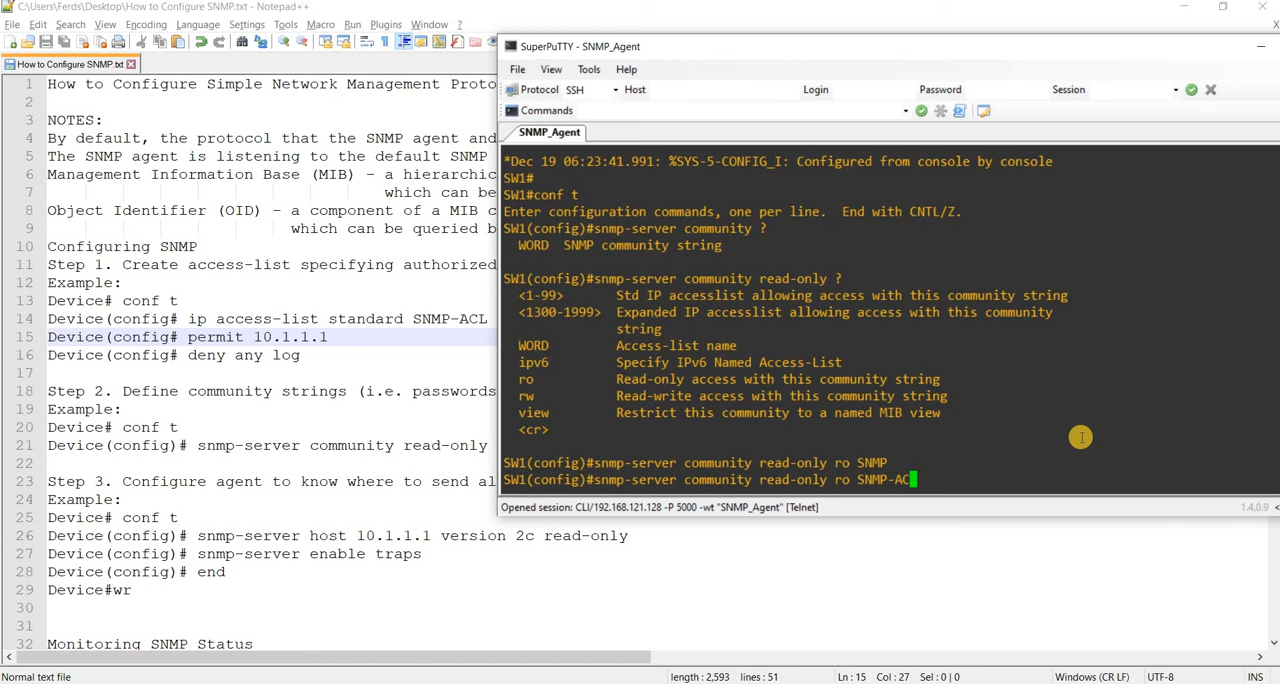 C:\Users\Ferds\Desktop\How to Configure SNMP.txt - Notepad++
File Edit Search View Encoding Language Settings Tools Macro Run Plugins Window ?
How to Configure SNMP.txt
1 How to Configure Simple Network Management Proto
2
3 NOTES:
4 By default, the protocol that the SNMP agent and
5 The SNMP agent is listening to the default SNMP
6 Management Information Base (MIB) - a hierarchic
7 which can be
8 Object Identifier (OID) - a component of a MIB c
9 which can be queried b
10 Configuring SNMP
11 Step 1. Create access-list specifying authorized
12 Example:
13 Device# conf t
14 Device(config# ip access-list standard SNMP-ACL
15 Device(config# permit 10.1.1.1
16 Device(config# deny any log
17
18 Step 2. Define community strings (i.e. passwords
19 Example:
20 Device# conf t
21 Device(config)# snmp-server community read-only
22
23 Step 3. Configure agent to know where to send al
24 Example:
25 Device# conf t
26 Device(config)# snmp-server host 10.1.1.1 version 2c read-only
27 Device(config)# snmp-server enable traps
28 Device(config)# end
29 Device#wr
30
31
32 Monitoring SNMP Status
Normal text file length : 2,593 lines : 51 Ln : 15 Col : 27 Sel : 0 | 0 Windows (CR LF) UTF-8 INS
SuperPuTTY - SNMP_Agent
File View Tools Help
Protocol SSH Host Login Password Session
Commands
SNMP_Agent
*Dec 19 06:23:41.991: %SYS-5-CONFIG_I: Configured from console by console
SW1#
SW1#conf t
Enter configuration commands, one per line. End with CNTL/Z.
SW1(config)#snmp-server community ?
WORD SNMP community string
SW1(config)#snmp-server community read-only ?
<1-99> Std IP accesslist allowing access with this community string
<1300-1999> Expanded IP accesslist allowing access with this community
string
WORD Access-list name
ipv6 Specify IPv6 Named Access-List
ro Read-only access with this community string
rw Read-write access with this community string
view Restrict this community to a named MIB view
<cr>
SW1(config)#snmp-server community read-only ro SNMP
SW1(config)#snmp-server community read-only ro SNMP-AC
Opened session: CLI/192.168.121.128 -P 5000 -wt "SNMP_Agent" [Telnet] 1.4.0.9